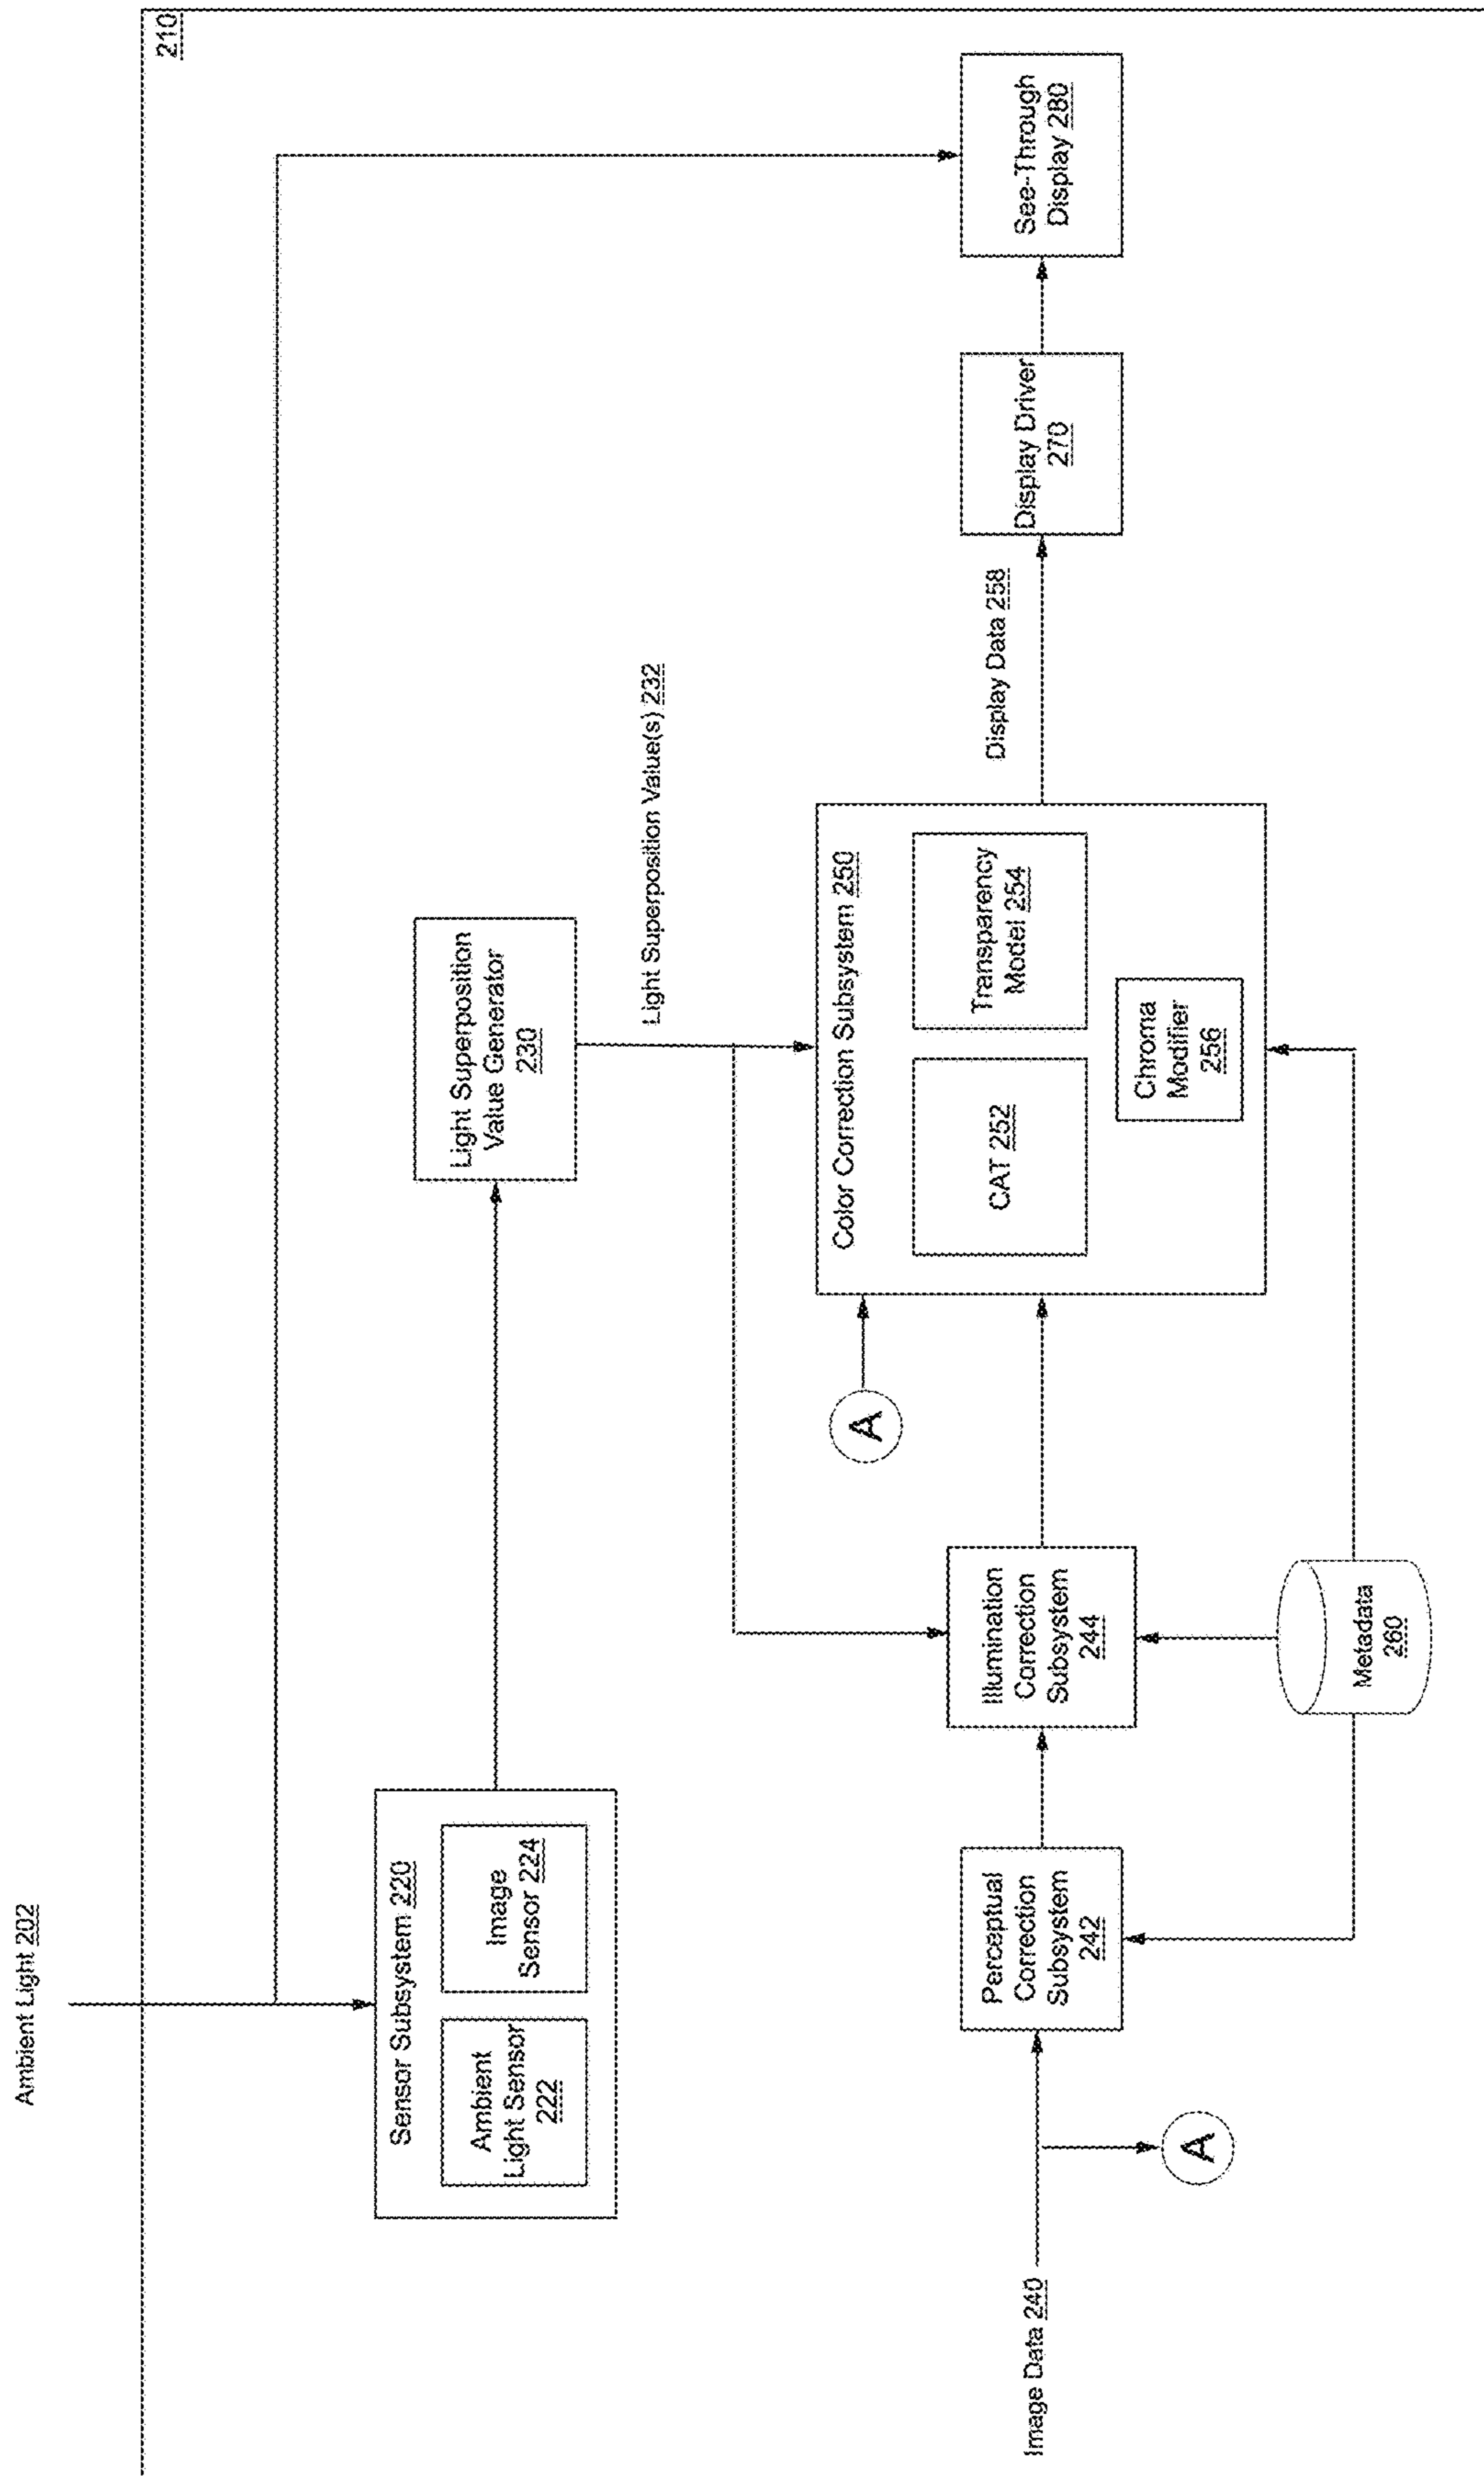 Ambient Light 202
210
Sensor Subsystem 220
Ambient
Light Sensor
222
Image
Sensor 224
Light Superposition
Value Generator
230
Light Superposition Value(s) 232
Image Data 240
A
Perceptual
Correction
Subsystem
242
Illumination
Correction
Subsystem
244
A
Color Correction Subsystem 250
CAT 252
Transparency
Model 254
Chroma
Modifier
256
Display Data 258
Display Driver
270
See-Through
Display 280
Metadata
260